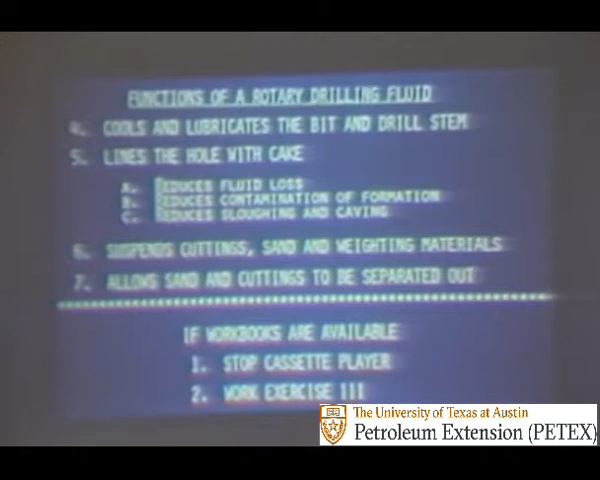 FUNCTIONS OF A ROTARY DRILLING FLUID
4. COOLS AND LUBRICATES THE BIT AND DRILL STEM
5. LINES THE HOLE WITH CAKE
A. REDUCES FLUID LOSS
B. REDUCES CONTAMINATION OF FORMATION
C. REDUCES SLOUGHING AND CAVING
6. SUSPENDS CUTTINGS, SAND AND WEIGHTING MATERIALS
7. ALLOWS SAND AND CUTTINGS TO BE SEPARATED OUT
IF WORKBOOKS ARE AVAILABLE
1. STOP CASSETTE PLAYER
2. WORK EXERCISE III
The University of Texas at Austin
Petroleum Extension (PETEX)